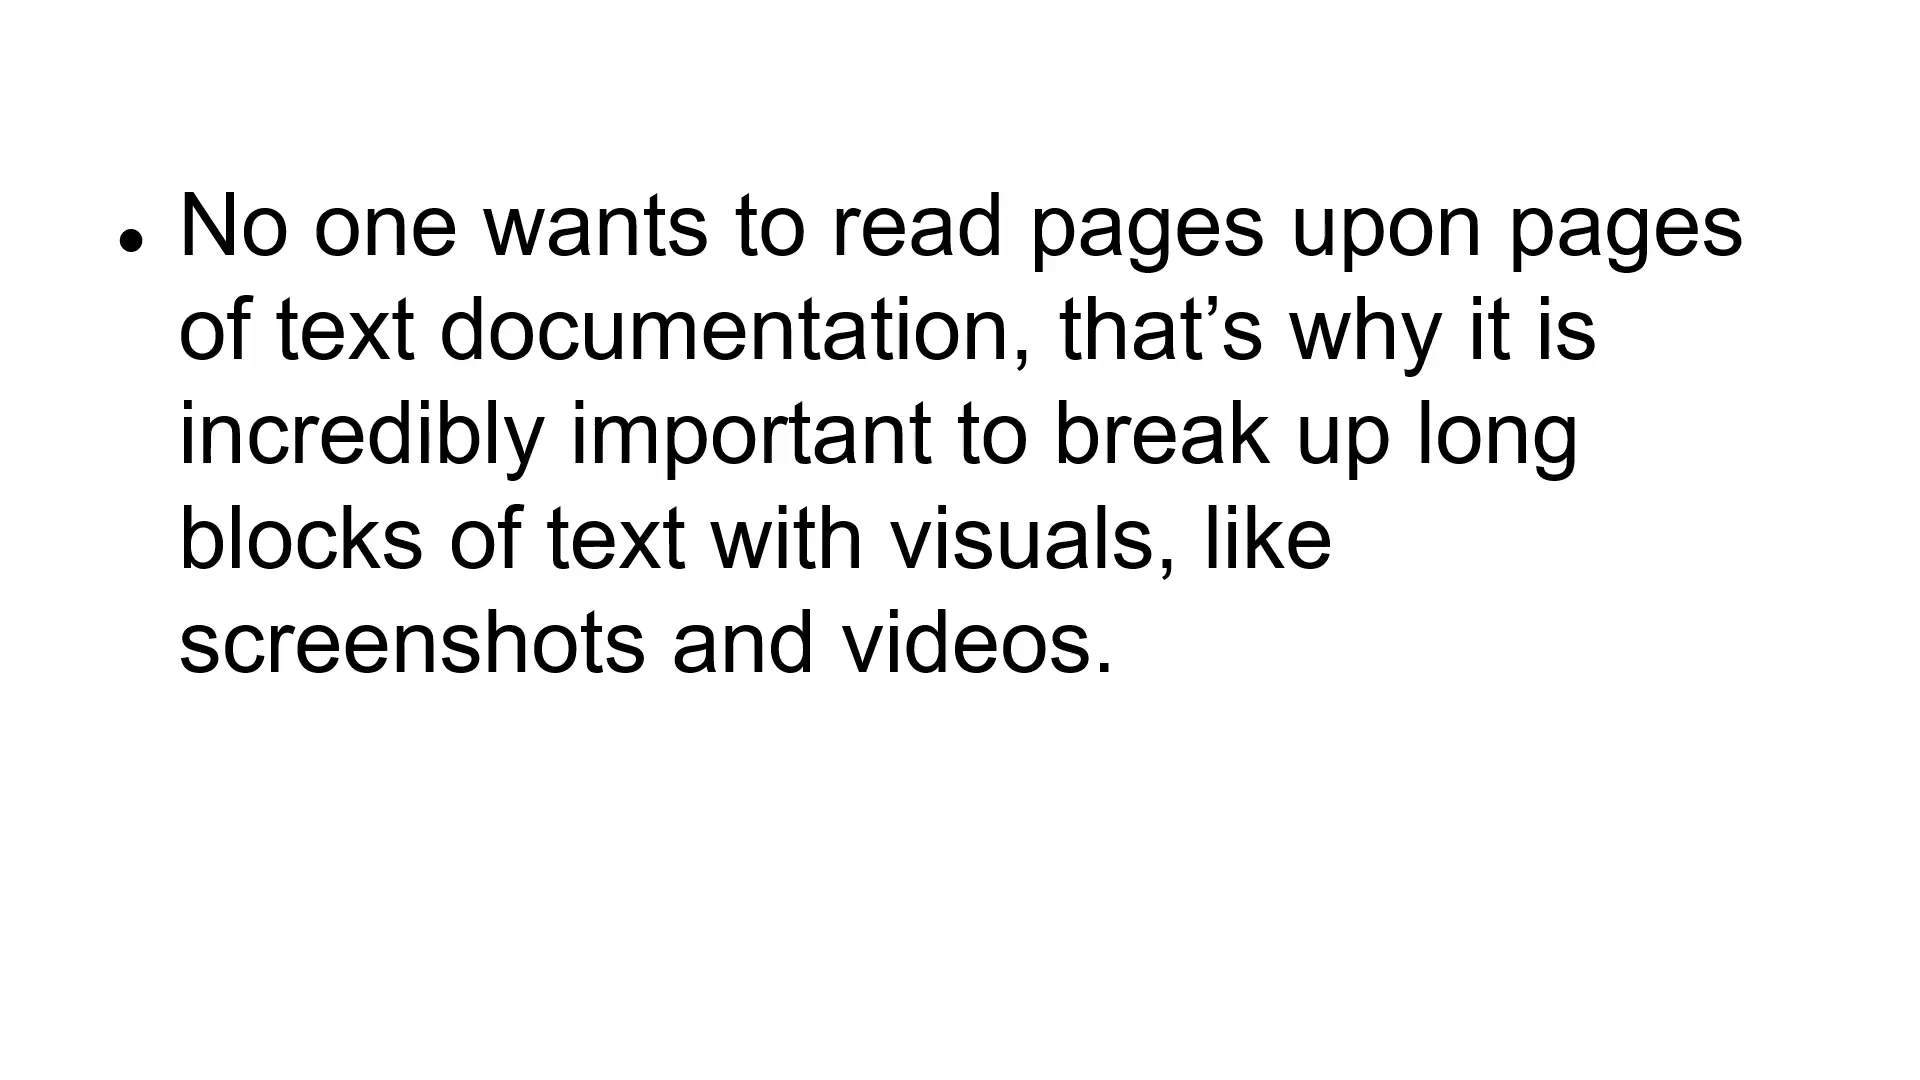 • No one wants to read pages upon pages
of text documentation, that’s why it is
incredibly important to break up long
blocks of text with visuals, like
screenshots and videos.